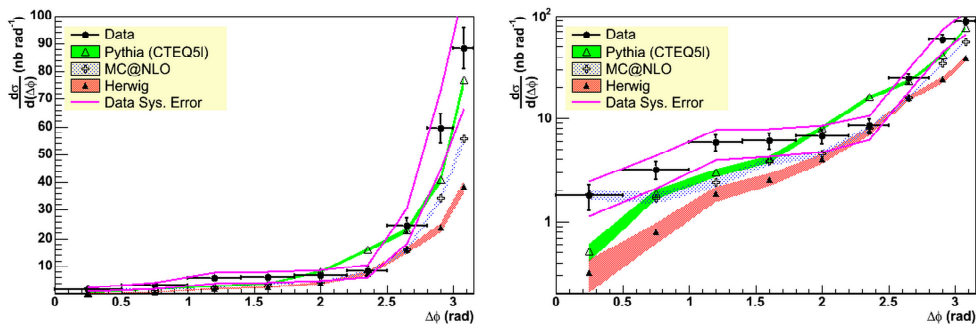 dσ/d(Δφ) (nb rad⁻¹)
100
90
80
70
60
50
40
30
20
10
Data
Pythia (CTEQ5l)
MC@NLO
Herwig
Data Sys. Error
0 0.5 1 1.5 2 2.5 3
Δφ (rad)
dσ/d(Δφ) (nb rad⁻¹)
10²
10
1
Data
Pythia (CTEQ5l)
MC@NLO
Herwig
Data Sys. Error
0 0.5 1 1.5 2 2.5 3
Δφ (rad)